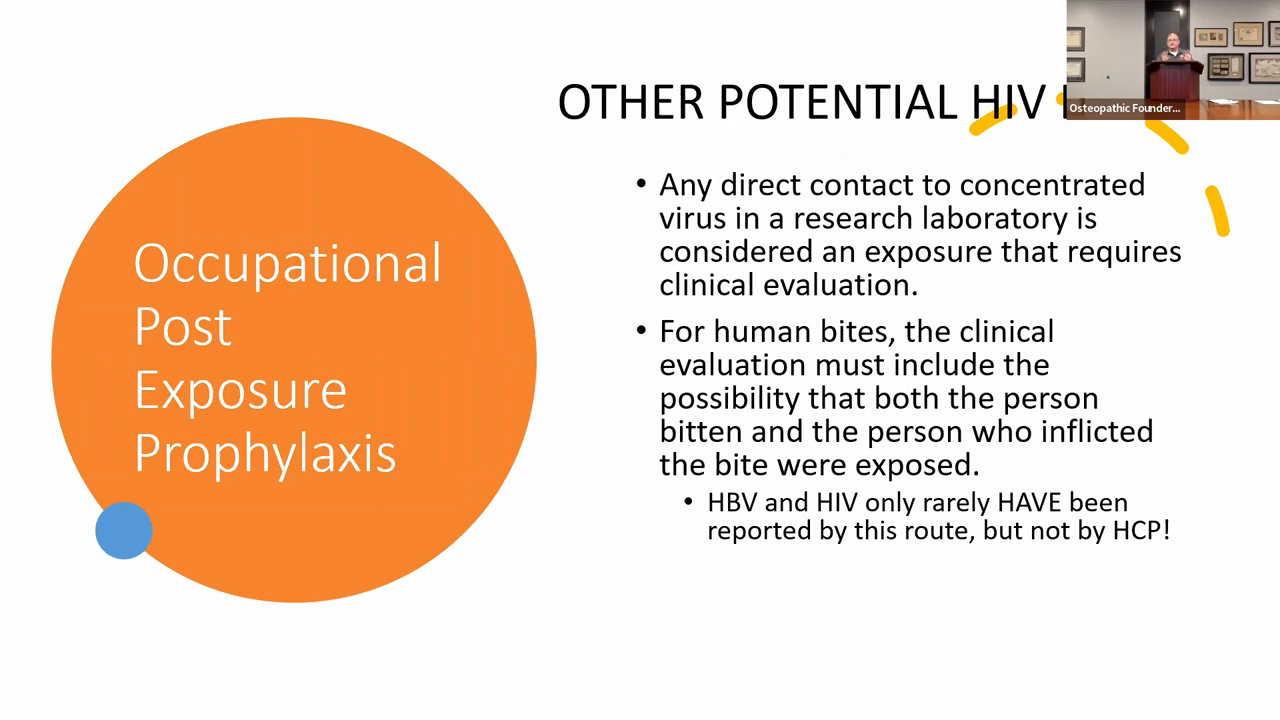 OTHER POTENTIAL HIV
Osteopathic Founder...
Occupational
Post
Exposure
Prophylaxis
• Any direct contact to concentrated
virus in a research laboratory is
considered an exposure that requires
clinical evaluation.
• For human bites, the clinical
evaluation must include the
possibility that both the person
bitten and the person who inflicted
the bite were exposed.
• HBV and HIV only rarely HAVE been
reported by this route, but not by HCP!